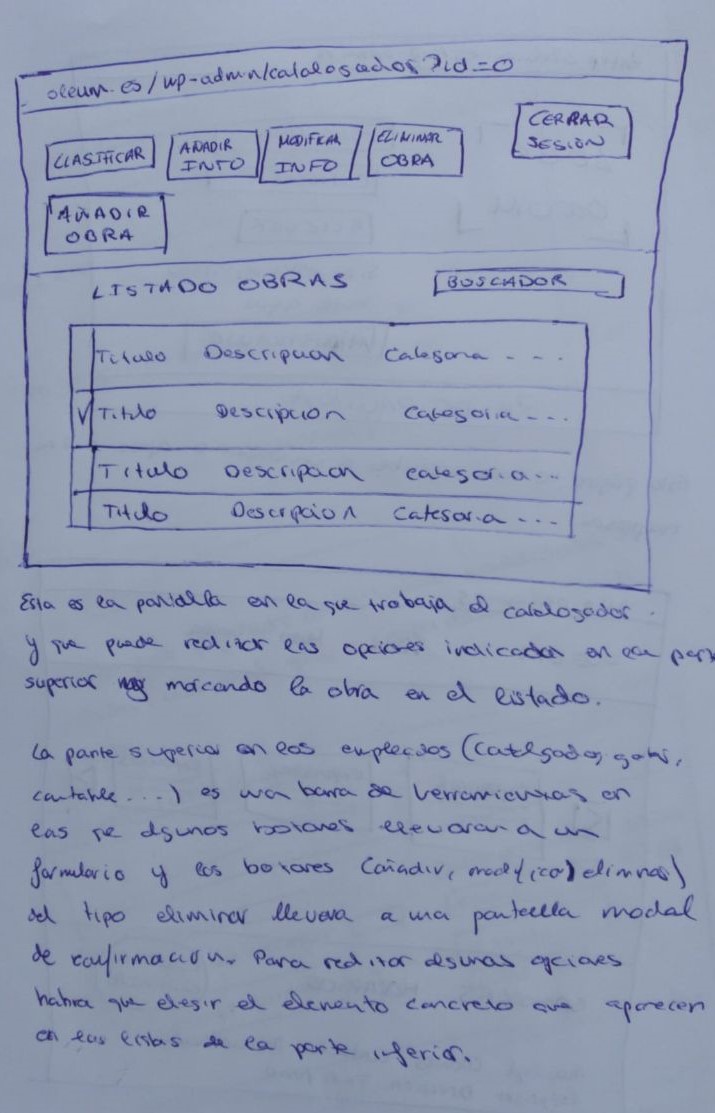 oleum.es/wp-admin/catalogador?id=0
CLASIFICAR AÑADIR INFO MODIFICAR INFO ELIMINAR OBRA CERRAR SESION
AÑADIR OBRA
LISTADO OBRAS BUSCADOR
Titulo Descripcion Categoria - - -
V Titulo Descripcion Categoria - - -
Titulo Descripcion categoria ...
Titulo Descripcion Categoria - - -
Esta es la pantalla en la que trabaja el catalogador.
y que puede realizar las opciones indicadas en la parte
superior marcando la obra en el listado.
La parte superior en los empleados (catalogador, gestor,
contable ...) es una barra de herramientas en
las que algunos botones llevaran a un
formulario y los botones (añadir, modificar) eliminar)
del tipo eliminar llevara a una pantalla modal
de confirmacion. Para realizar algunas opciones
habra que elegir el elemento concreto que aparecen
en las listas de la parte inferior.